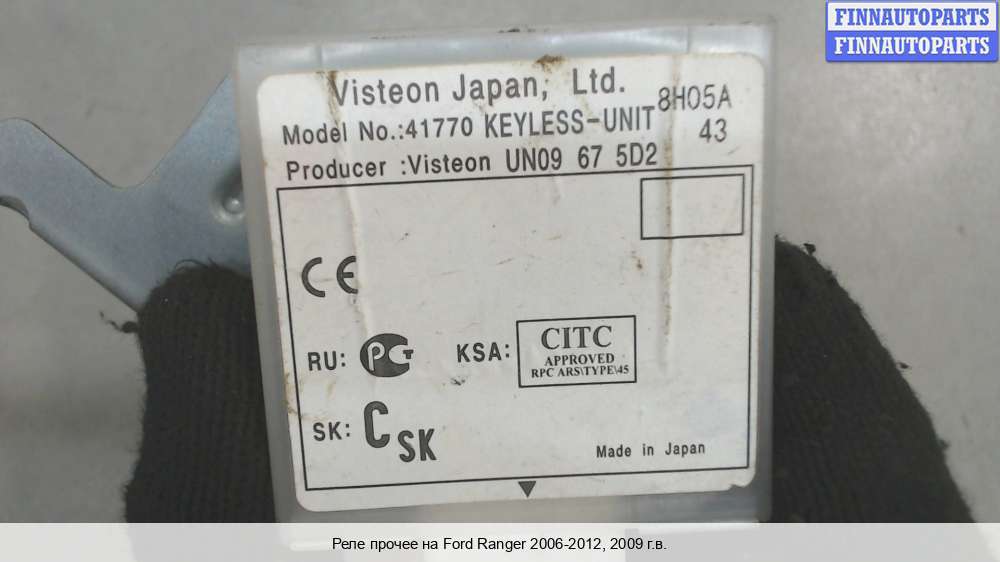 FINNAUTOPARTS
FINNAUTOPARTS
Visteon Japan, Ltd.
8H05A
Model No.:41770 KEYLESS-UNIT
43
Producer :Visteon UN09 67 5D2
CE
RU: PCT
KSA: CITC
APPROVED
RPC ARS\TYPE\45
SK: CSK
Made in Japan
Реле прочее на Ford Ranger 2006-2012, 2009 г.в.